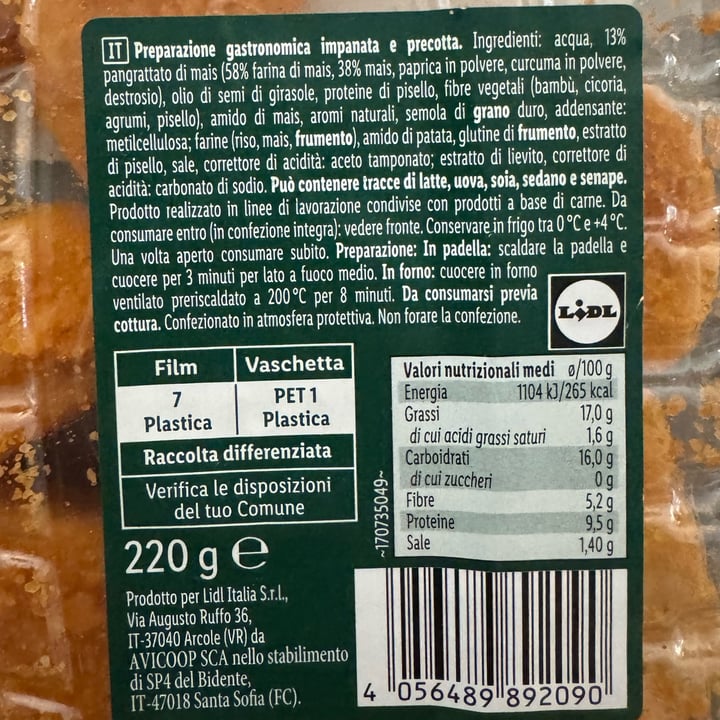 IT Preparazione gastronomica impanata e precotta. Ingredienti: acqua, 13%
pangrattato di mais (58% farina di mais, 38% mais, paprica in polvere, curcuma in polvere,
destrosio), olio di semi di girasole, proteine di pisello, fibre vegetali (bambù, cicoria,
agrumi, pisello), amido di mais, aromi naturali, semola di grano duro, addensante:
metilcellulosa; farine (riso, mais, frumento), amido di patata, glutine di frumento, estratto
di pisello, sale, correttore di acidità: aceto tamponato; estratto di lievito, correttore di
acidità: carbonato di sodio. Può contenere tracce di latte, uova, soia, sedano e senape.
Prodotto realizzato in linee di lavorazione condivise con prodotti a base di carne. Da
consumare entro (in confezione integra): vedere fronte. Conservare in frigo tra 0 °C e +4 °C.
Una volta aperto consumare subito. Preparazione: In padella: scaldare la padella e
cuocere per 3 minuti per lato a fuoco medio. In forno: cuocere in forno
ventilato preriscaldato a 200 °C per 8 minuti. Da consumarsi previa
cottura. Confezionato in atmosfera protettiva. Non forare la confezione.
LIDL
Film Vaschetta
7 PET 1
Plastica Plastica
Raccolta differenziata
Verifica le disposizioni
del tuo Comune
220 g e
Prodotto per Lidl Italia S.r.l.,
Via Augusto Ruffo 36,
IT-37040 Arcole (VR) da
AVICOOP SCA nello stabilimento
di SP4 del Bidente,
IT-47018 Santa Sofia (FC).
~170735049~
Valori nutrizionali medi ø/100 g
Energia 1104 kJ/265 kcal
Grassi 17,0 g
di cui acidi grassi saturi 1,6 g
Carboidrati 16,0 g
di cui zuccheri 0 g
Fibre 5,2 g
Proteine 9,5 g
Sale 1,40 g
4 056489 892090